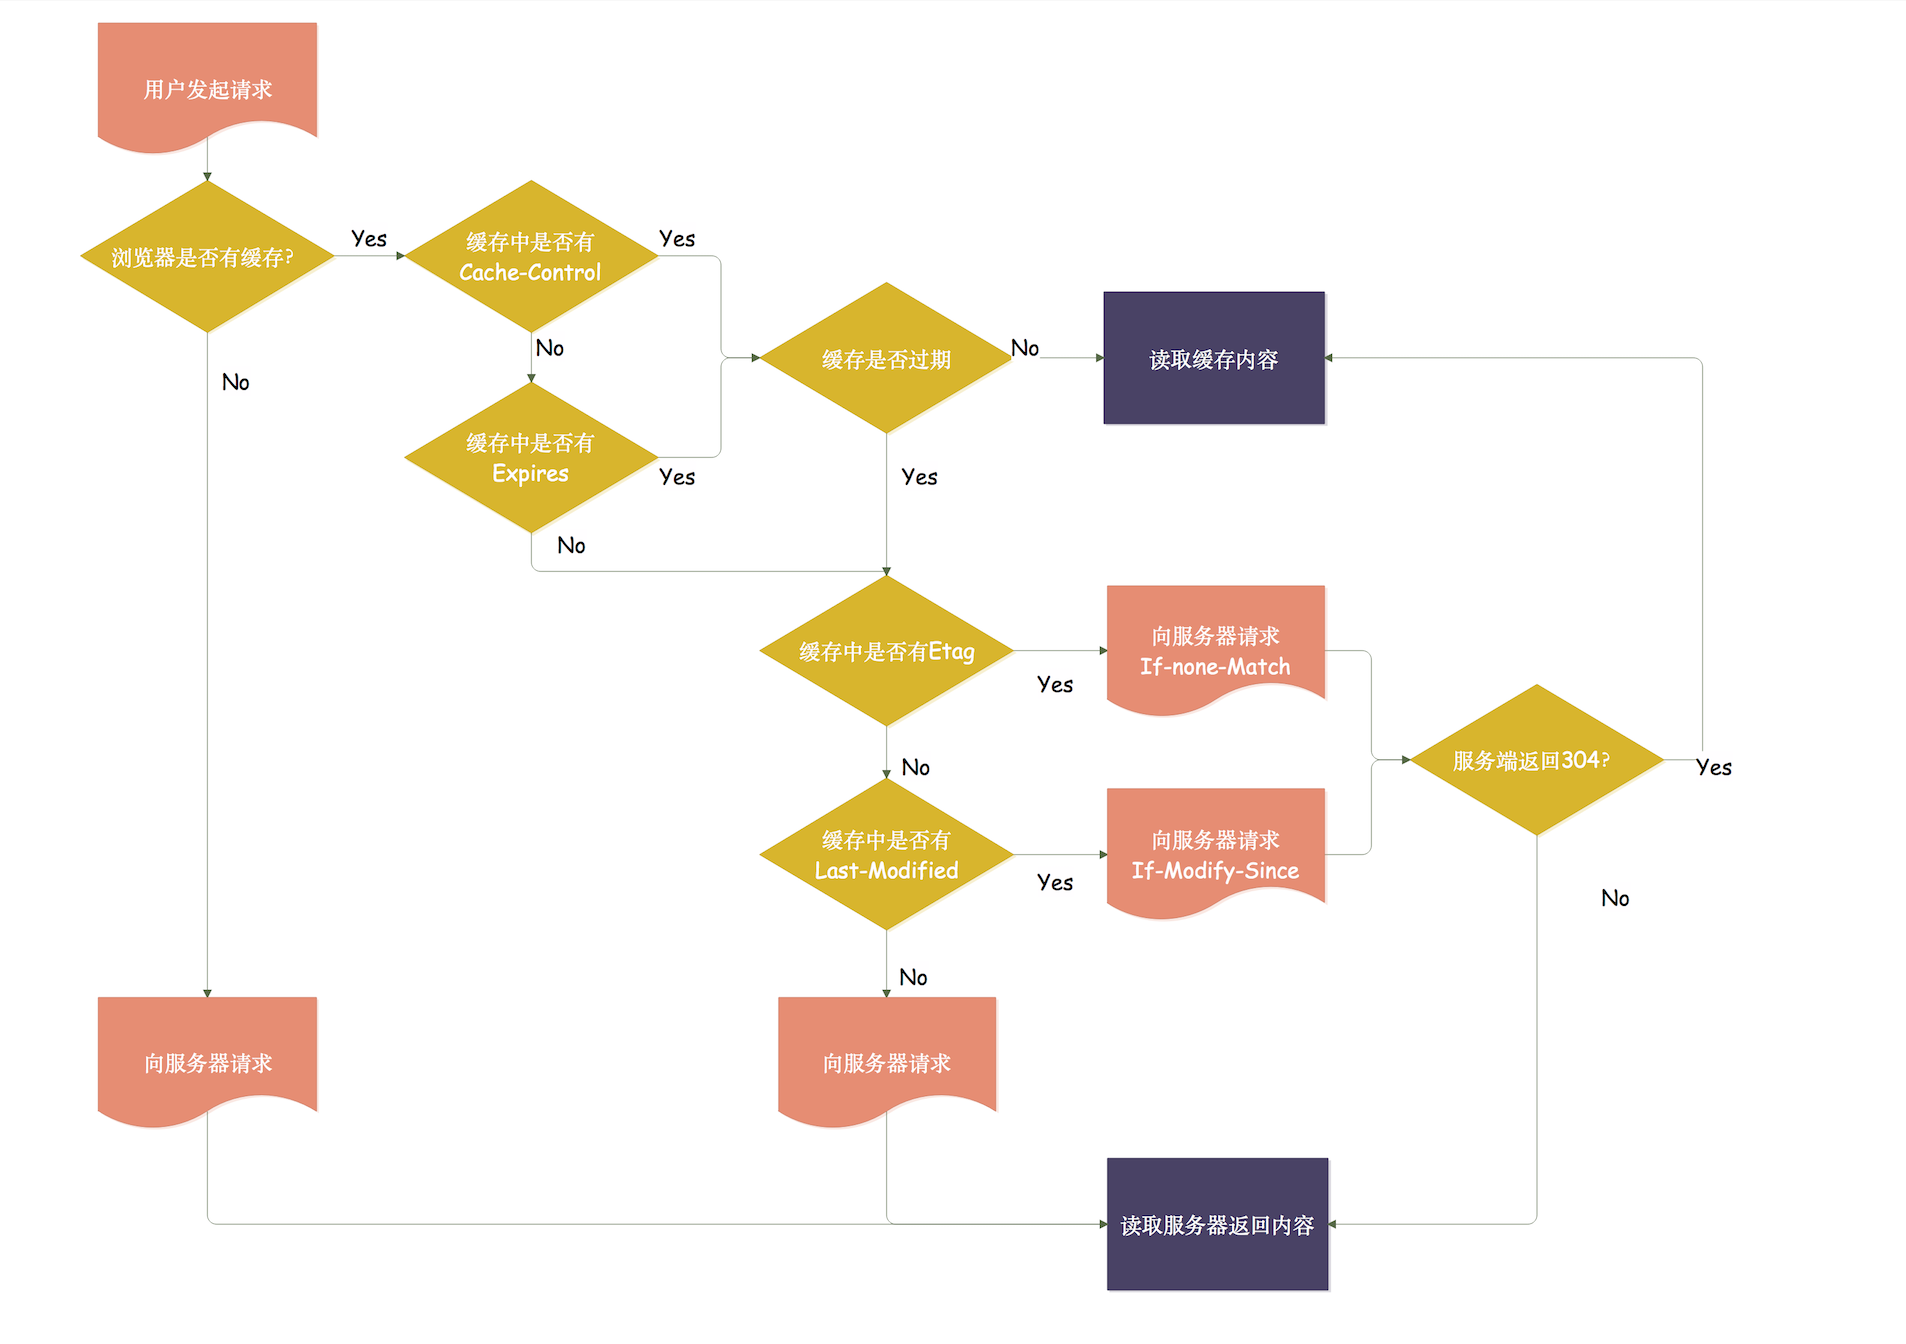 用户发起请求
浏览器是否有缓存?
Yes
缓存中是否有
Cache-Control
Yes
No
No
缓存中是否有
Expires
Yes
No
缓存是否过期
No
读取缓存内容
Yes
缓存中是否有Etag
Yes
向服务器请求
If-none-Match
No
缓存中是否有
Last-Modified
Yes
向服务器请求
If-Modify-Since
服务端返回304?
Yes
No
No
向服务器请求
向服务器请求
读取服务器返回内容